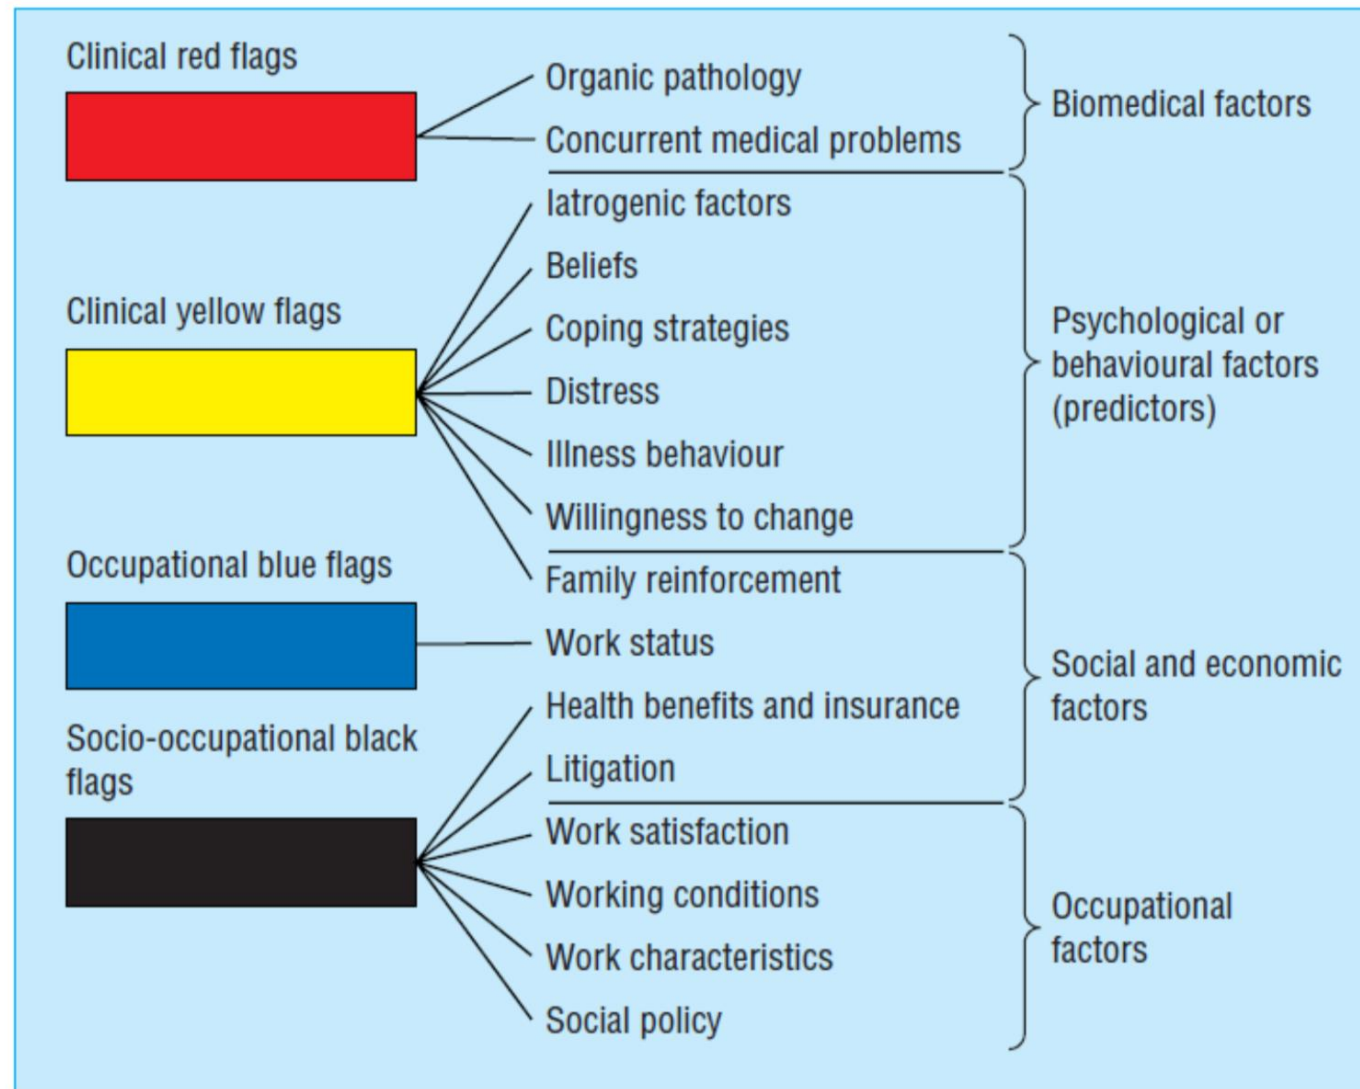 Clinical red flags
Organic pathology
Concurrent medical problems
Biomedical factors
Clinical yellow flags
Iatrogenic factors
Beliefs
Coping strategies
Distress
Illness behaviour
Willingness to change
Family reinforcement
Psychological or
behavioural factors
(predictors)
Occupational blue flags
Work status
Social and economic
factors
Socio-occupational black
flags
Health benefits and insurance
Litigation
Work satisfaction
Working conditions
Work characteristics
Social policy
Occupational
factors